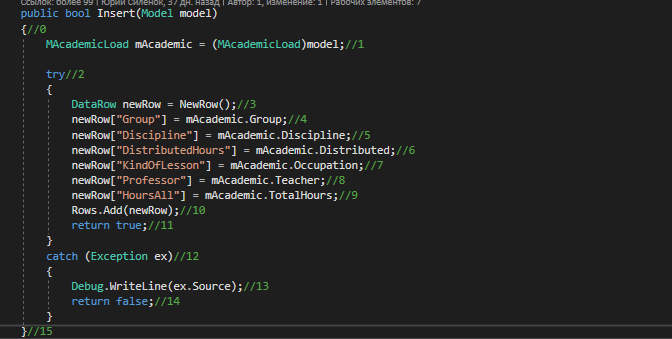 Ссылок: более 99 | Юрий Силенок, 37 дн. назад | Автор: 1, изменение: 1 | Рабочих элементов: 7
public bool Insert(Model model)
{//0
MAcademicLoad mAcademic = (MAcademicLoad)model;//1
try//2
{
DataRow newRow = NewRow();//3
newRow["Group"] = mAcademic.Group;//4
newRow["Discipline"] = mAcademic.Discipline;//5
newRow["DistributedHours"] = mAcademic.Distributed;//6
newRow["KindOfLesson"] = mAcademic.Occupation;//7
newRow["Professor"] = mAcademic.Teacher;//8
newRow["HoursAll"] = mAcademic.TotalHours;//9
Rows.Add(newRow);//10
return true;//11
}
catch (Exception ex)//12
{
Debug.WriteLine(ex.Source);//13
return false;//14
}
}//15